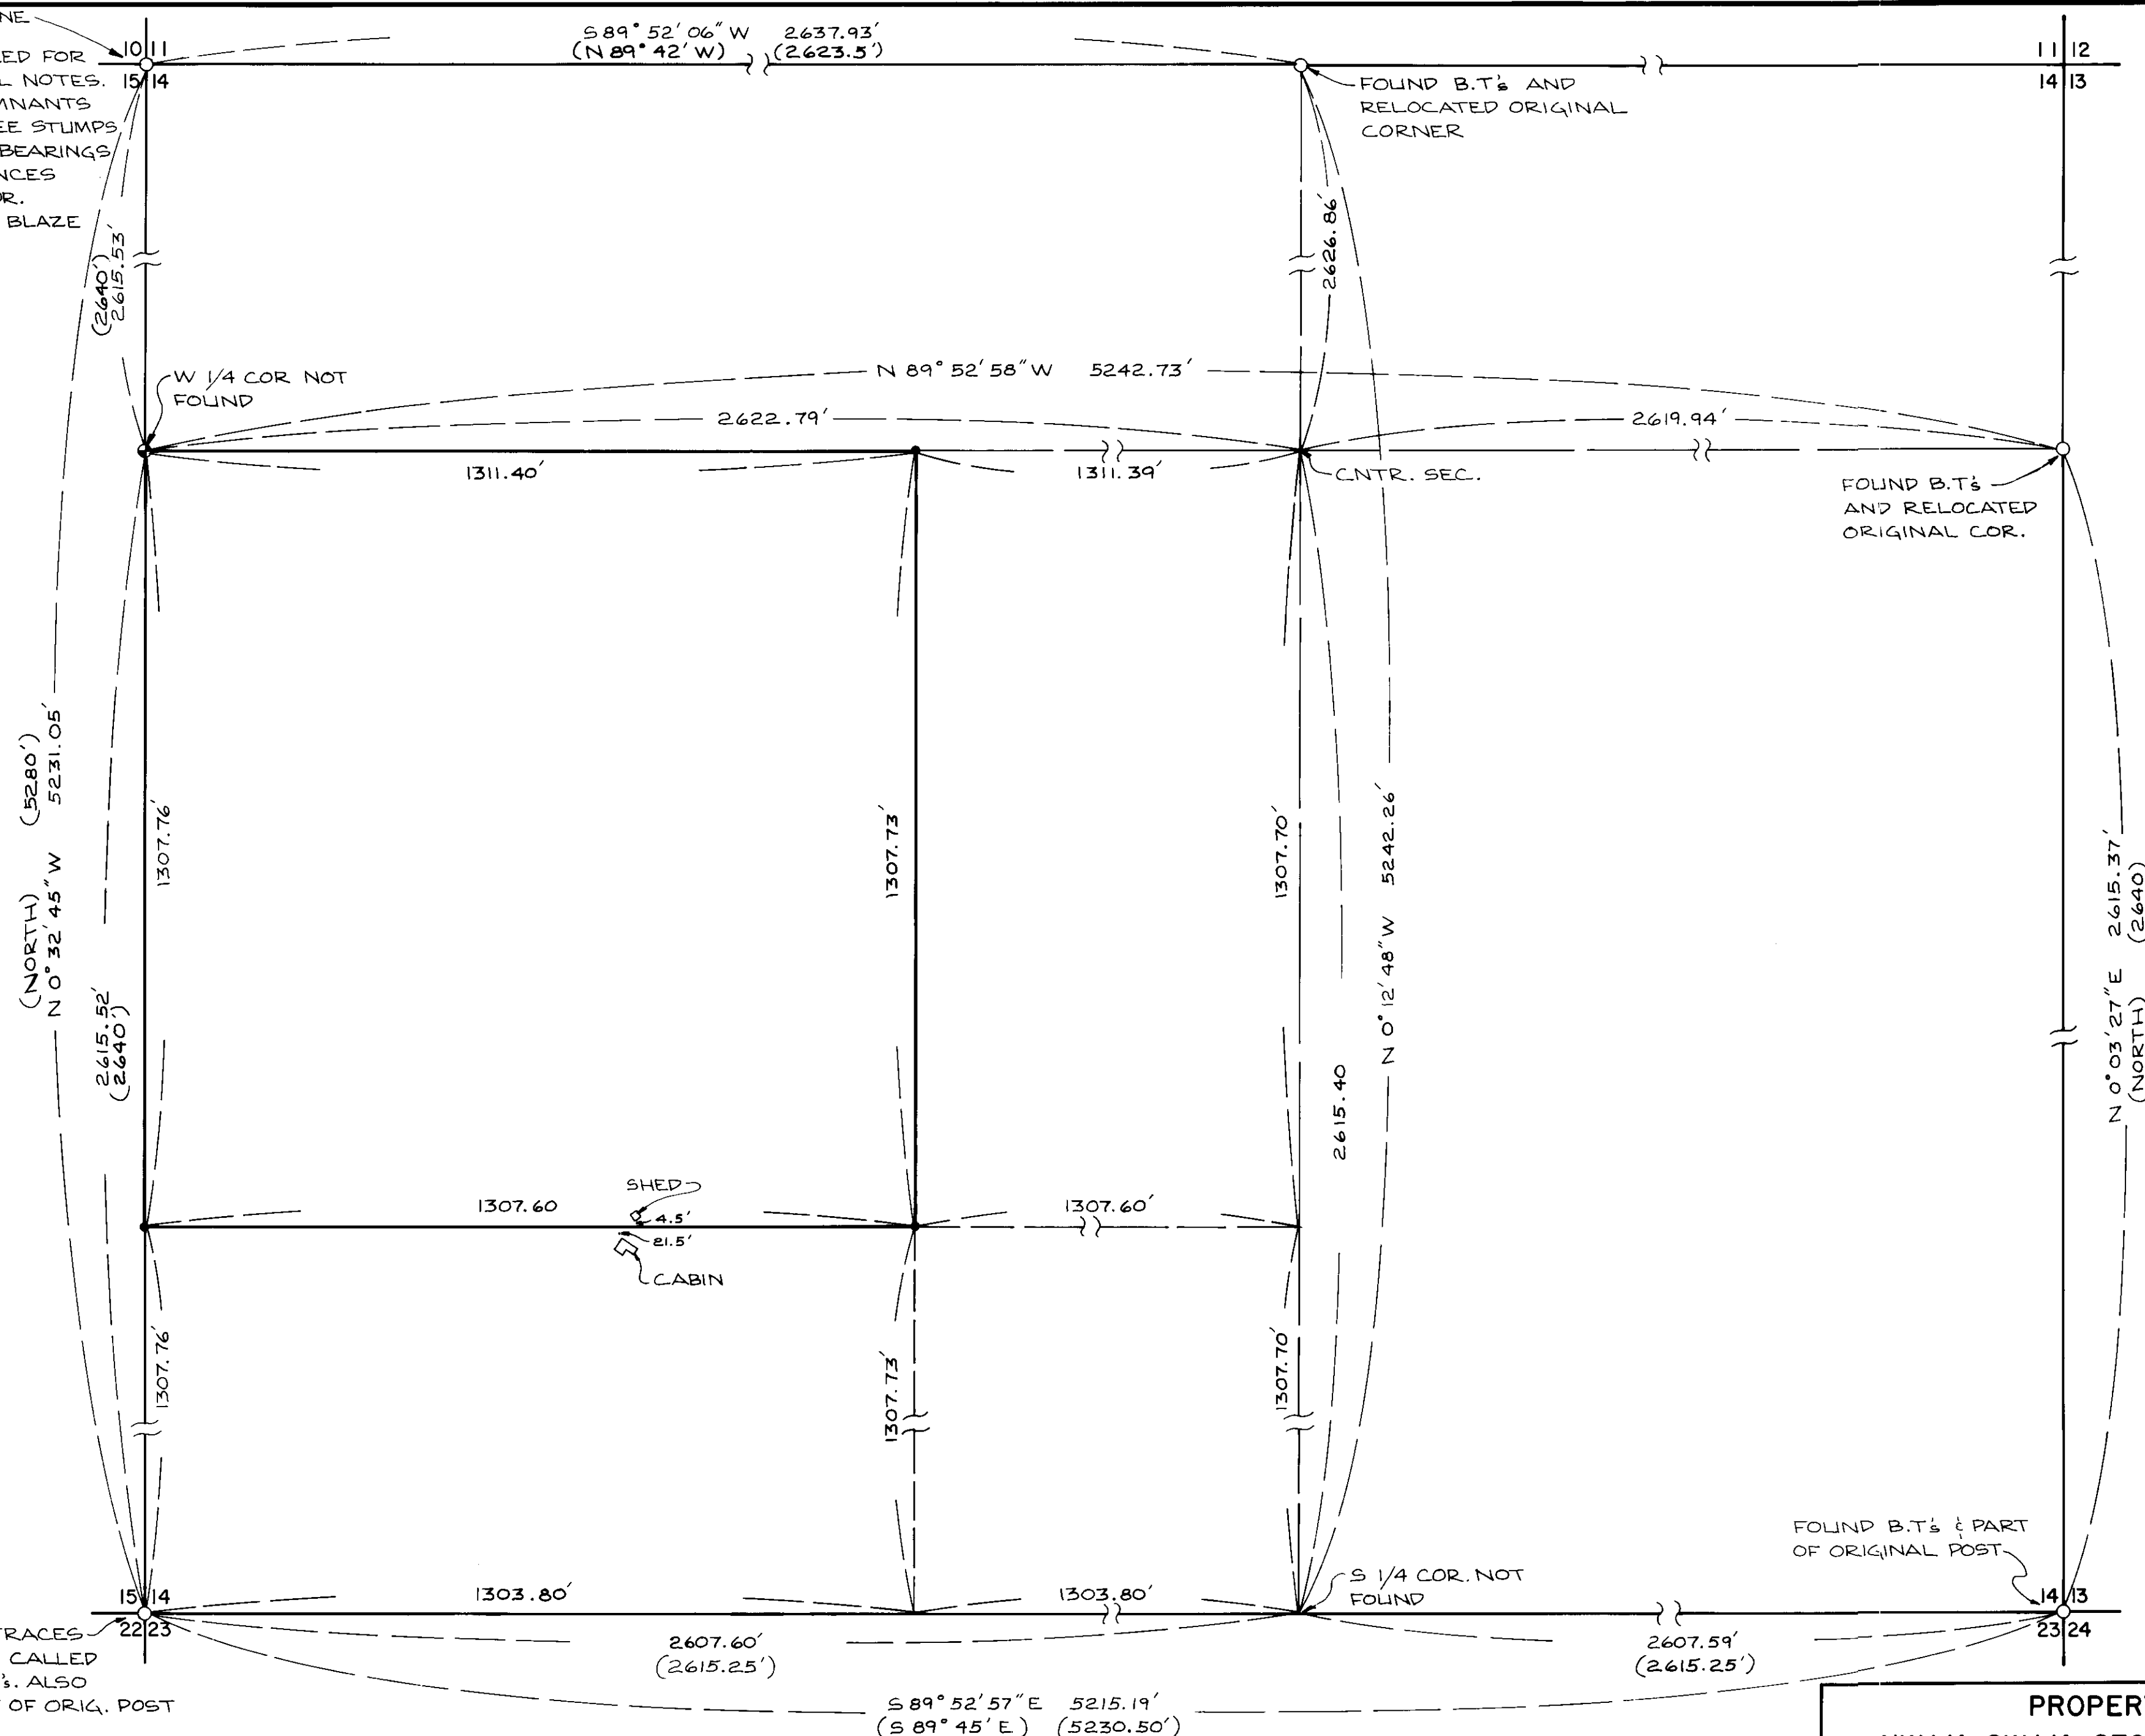 NE
S 89° 52' 06" W 2637.93'
(N 89° 42' W) (2623.5')
10 11
15 14
11 12
14 13
ED FOR
L NOTES.
MNANTS
EE STUMPS
BEARINGS
NCES
OR.
BLAZE
FOUND B.T's AND
RELOCATED ORIGINAL
CORNER
(2640')
2615.53'
2626.86'
W 1/4 COR NOT
FOUND
N 89° 52' 58" W 5242.73'
2622.79'
2619.94'
1311.40'
1311.39'
CNTR. SEC.
FOUND B.T's
AND RELOCATED
ORIGINAL COR.
(NORTH) (5280')
N 0° 32' 45" W 5231.05'
2615.52'
(2640')
1307.76'
1307.73'
1307.70'
2615.40
N 0° 12' 48" W 5242.26'
N 0° 03' 27" E 2615.37'
(NORTH) (2640)
1307.60
SHED
4.5'
21.5'
CABIN
1307.60'
1307.76'
1307.73'
1307.70'
FOUND B.T's & PART
OF ORIGINAL POST
S 1/4 COR. NOT
FOUND
15 14
22 23
1303.80'
1303.80'
14 13
23 24
TRACES
CALLED
's. ALSO
OF ORIG. POST
2607.60'
(2615.25')
2607.59'
(2615.25')
S 89° 52' 57" E 5215.19'
(S 89° 45' E) (5230.50')
PROPER